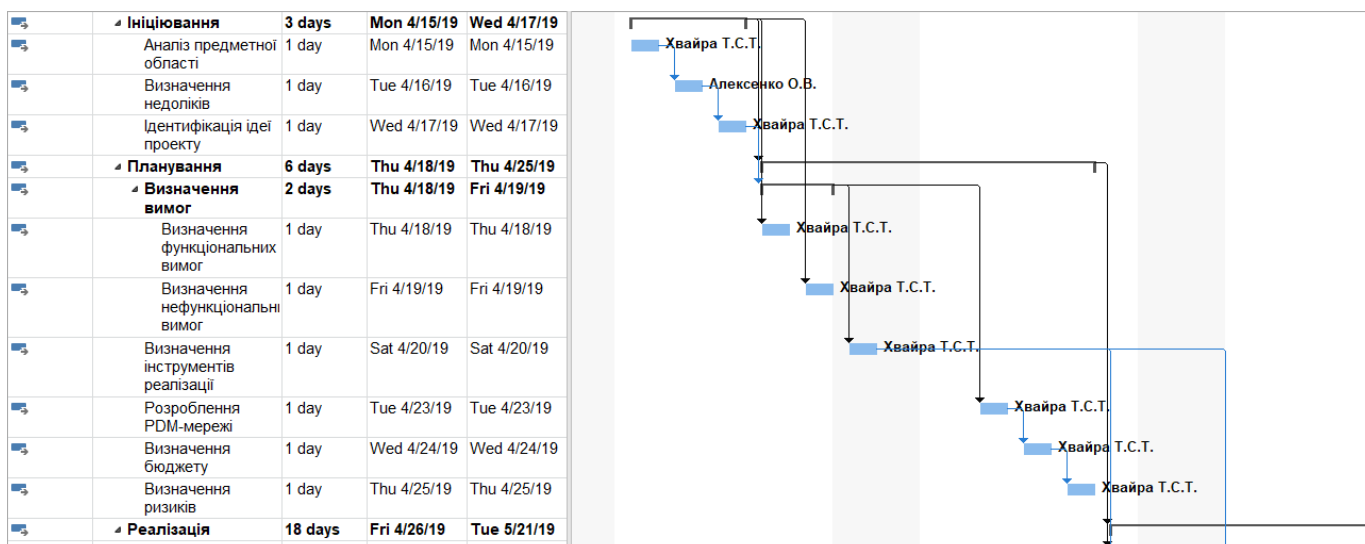 Ініціювання 3 days Mon 4/15/19 Wed 4/17/19
Аналіз предметної 1 day Mon 4/15/19 Mon 4/15/19 Хвайра Т.С.Т.
області
Визначення 1 day Tue 4/16/19 Tue 4/16/19 Алексенко О.В.
недоліків
Ідентифікація ідеї 1 day Wed 4/17/19 Wed 4/17/19 Хвайра Т.С.Т.
проекту
Планування 6 days Thu 4/18/19 Thu 4/25/19
Визначення 2 days Thu 4/18/19 Fri 4/19/19
вимог
Визначення 1 day Thu 4/18/19 Thu 4/18/19 Хвайра Т.С.Т.
функціональних
вимог
Визначення 1 day Fri 4/19/19 Fri 4/19/19 Хвайра Т.С.Т.
нефункціональн
вимог
Визначення 1 day Sat 4/20/19 Sat 4/20/19 Хвайра Т.С.Т.
інструментів
реалізації
Розроблення 1 day Tue 4/23/19 Tue 4/23/19 Хвайра Т.С.Т.
PDM-мережі
Визначення 1 day Wed 4/24/19 Wed 4/24/19 Хвайра Т.С.Т.
бюджету
Визначення 1 day Thu 4/25/19 Thu 4/25/19 Хвайра Т.С.Т.
ризиків
Реалізація 18 days Fri 4/26/19 Tue 5/21/19